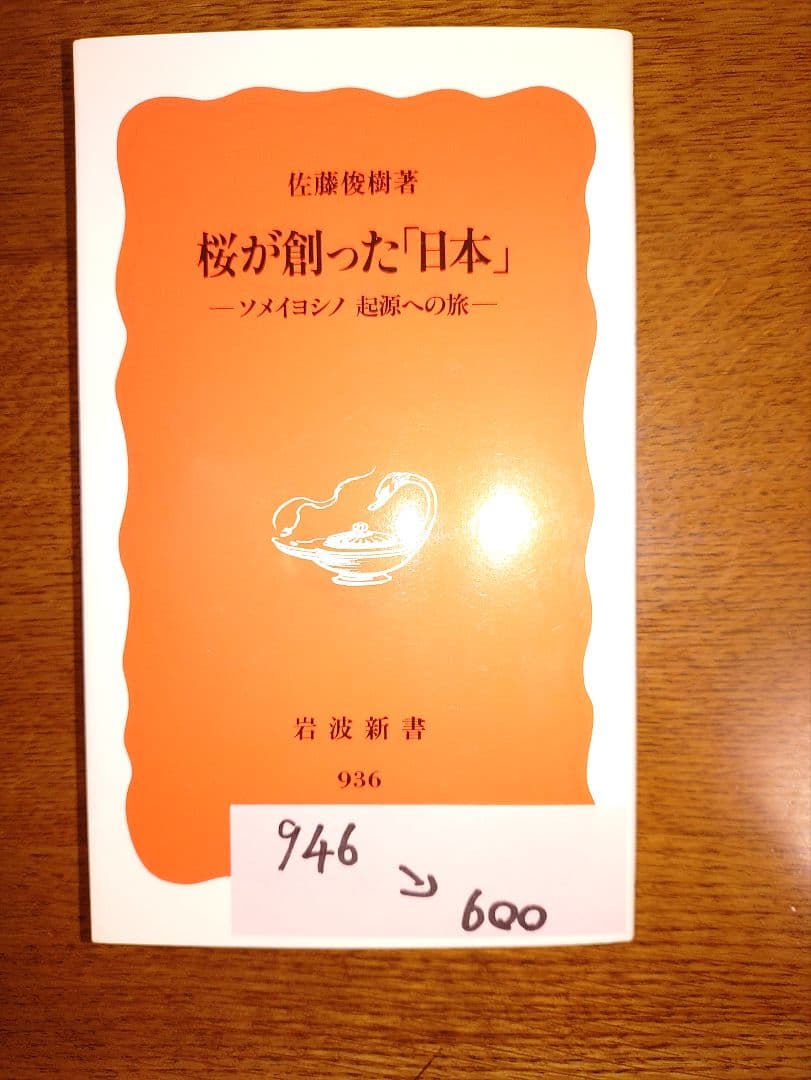 佐藤俊樹著
桜が創った「日本」
―ソメイヨシノ 起源への旅―
岩波新書
936
946
→
600